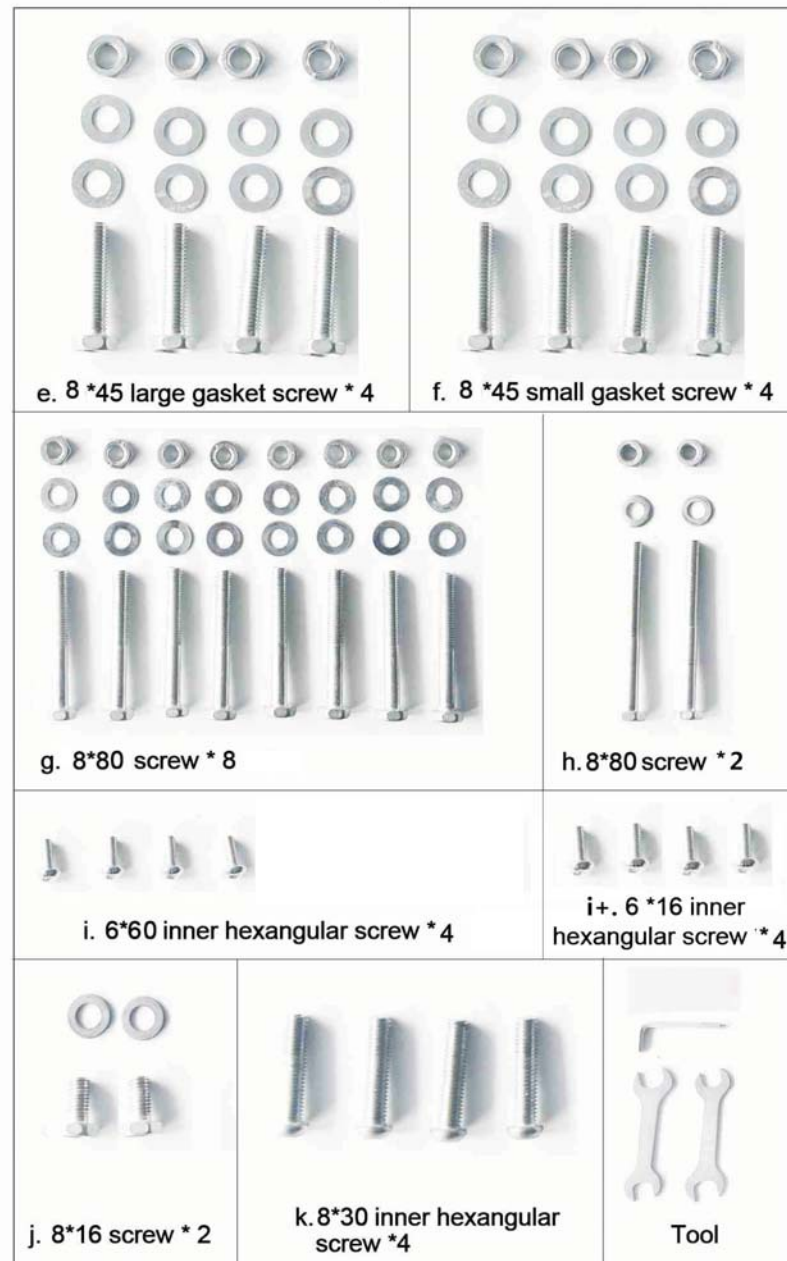 e. 8 *45 large gasket screw * 4
f. 8 *45 small gasket screw * 4
g. 8*80 screw * 8
h. 8*80 screw * 2
i. 6*60 inner hexangular screw * 4
i+. 6 *16 inner
hexangular screw * 4
j. 8*16 screw * 2
k. 8*30 inner hexangular
screw *4
Tool